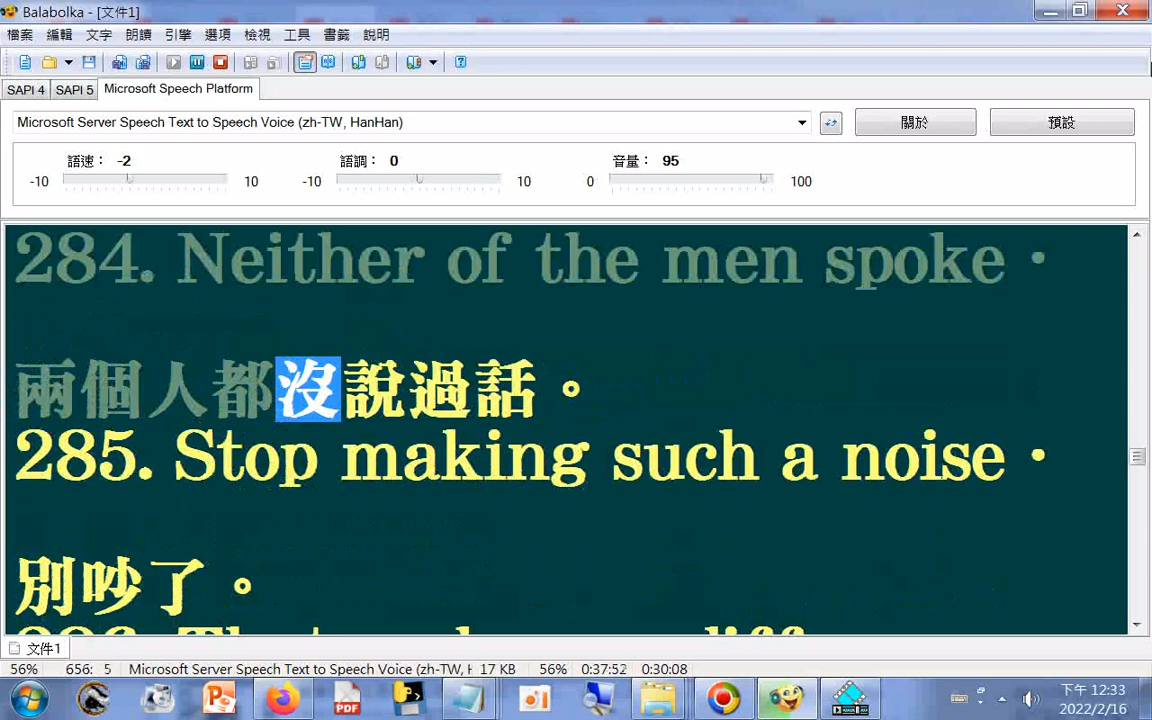 Balabolka - [文件1]
檔案 編輯 文字 朗讀 引擎 選項 檢視 工具 書籤 說明
SAPI 4 SAPI 5 Microsoft Speech Platform
Microsoft Server Speech Text to Speech Voice (zh-TW, HanHan) 關於 預設
語速： -2 語調： 0 音量： 95
-10 10 -10 10 0 100
284. Neither of the men spoke．
兩個人都沒說過話。
285. Stop making such a noise．
別吵了。
文件1
56% 656: 5 Microsoft Server Speech Text to Speech Voice (zh-TW, H 17 KB 56% 0:37:52 0:30:08
PDF
下午 12:33
2022/2/16